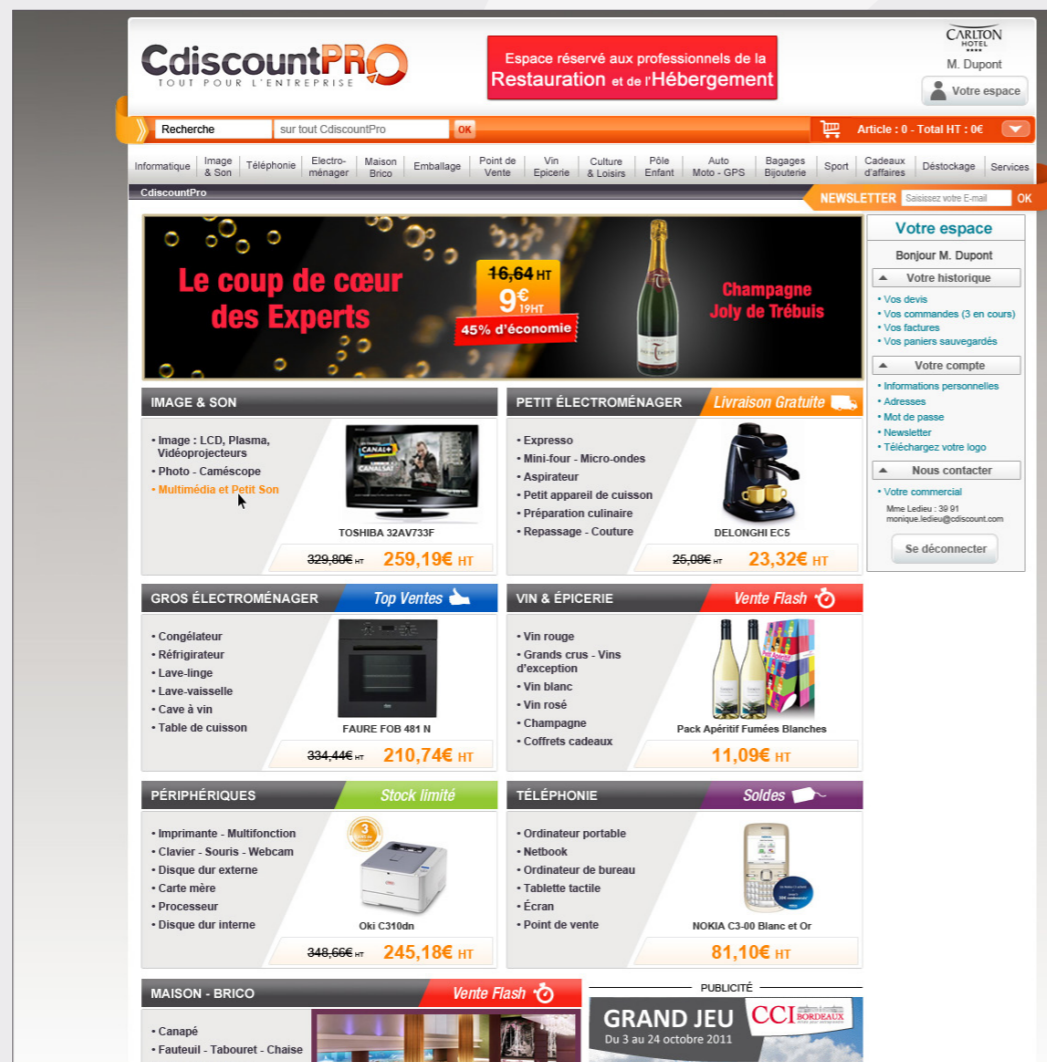 CdiscountPRO
TOUT POUR L'ENTREPRISE
Espace réservé aux professionnels de la
Restauration et de l'Hébergement
CARLTON
HOTEL
M. Dupont
Votre espace
Recherche
sur tout CdiscountPro
OK
Article : 0 - Total HT : 0€
Informatique
Image & Son
Téléphonie
Electro-ménager
Maison Brico
Emballage
Point de Vente
Vin Epicerie
Culture & Loisirs
Pôle Enfant
Auto Moto - GPS
Bagages Bijouterie
Sport
Cadeaux d'affaires
Déstockage
Services
CdiscountPro
NEWSLETTER
Saisissez votre E-mail
OK
Le coup de cœur
des Experts
16,64 HT
9€19HT
45% d'économie
Champagne
Joly de Trébuis
Votre espace
Bonjour M. Dupont
Votre historique
• Vos devis
• Vos commandes (3 en cours)
• Vos factures
• Vos paniers sauvegardés
Votre compte
• Informations personnelles
• Adresses
• Mot de passe
• Newsletter
• Téléchargez votre logo
Nous contacter
• Votre commercial
Mme Ledieu : 39 91
monique.ledieu@cdiscount.com
Se déconnecter
IMAGE & SON
• Image : LCD, Plasma,
Vidéoprojecteurs
• Photo - Caméscope
• Multimédia et Petit Son
CANAL+
CANALSAT
TOSHIBA 32AV733F
329,80€ HT 259,19€ HT
PETIT ÉLECTROMÉNAGER
Livraison Gratuite
• Expresso
• Mini-four - Micro-ondes
• Aspirateur
• Petit appareil de cuisson
• Préparation culinaire
• Repassage - Couture
DELONGHI EC5
25,08€ HT 23,32€ HT
GROS ÉLECTROMÉNAGER
Top Ventes
• Congélateur
• Réfrigirateur
• Lave-linge
• Lave-vaisselle
• Cave à vin
• Table de cuisson
FAURE FOB 481 N
334,44€ HT 210,74€ HT
VIN & ÉPICERIE
Vente Flash
• Vin rouge
• Grands crus - Vins
d'exception
• Vin blanc
• Vin rosé
• Champagne
• Coffrets cadeaux
Pack Apéritif Fumées Blanches
11,09€ HT
PÉRIPHÉRIQUES
Stock limité
• Imprimante - Multifonction
• Clavier - Souris - Webcam
• Disque dur externe
• Carte mère
• Processeur
• Disque dur interne
3
Oki C310dn
348,66€ HT 245,18€ HT
TÉLÉPHONIE
Soldes
• Ordinateur portable
• Netbook
• Ordinateur de bureau
• Tablette tactile
• Écran
• Point de vente
NOKIA C3-00 Blanc et Or
81,10€ HT
MAISON - BRICO
Vente Flash
• Canapé
• Fauteuil - Tabouret - Chaise
PUBLICITÉ
GRAND JEU
Du 3 au 24 octobre 2011
CCI BORDEAUX